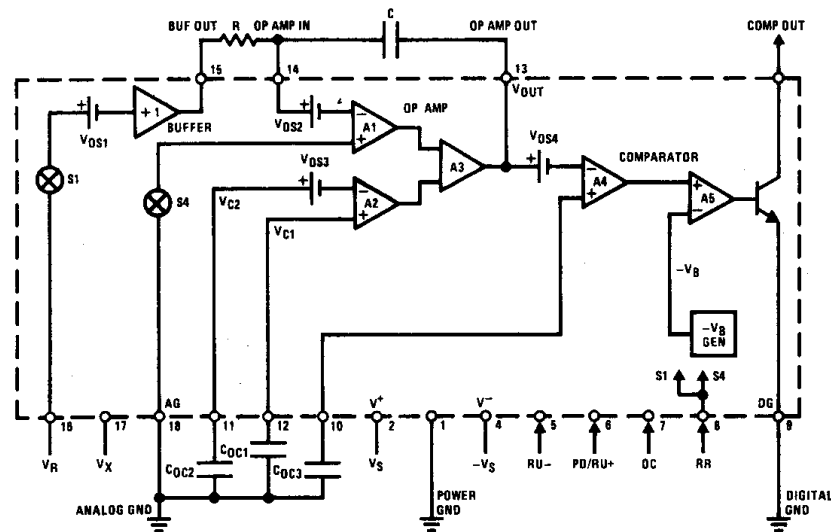 BUF OUT R OP AMP IN C OP AMP OUT COMP OUT
15 14 13
VOUT
+ 1 BUFFER
VOS1
VOS2
OP AMP
A1
A3
VOS4
COMPARATOR
A4
A5
S1
S4
VOS3
VC2
A2
VC1
-VB
-VB
GEN
S1 S4
AG V+ V- DG
16 17 18 11 12 10 2 1 4 5 6 7 8 9
VR VX COC2 COC1 COC3 VS -VS RU- PD/RU+ OC RR
ANALOG GND
POWER
GND
DIGITAL
GND